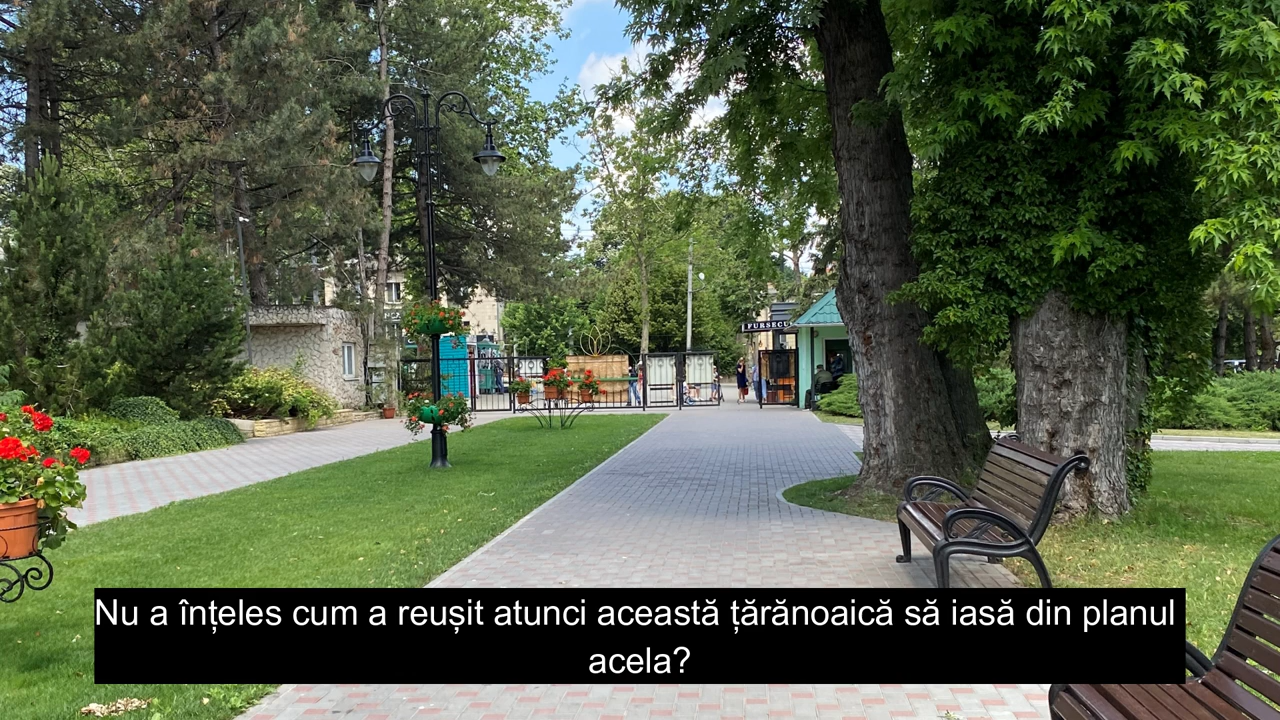 FURSECU
Nu a înțeles cum a reușit atunci această țărănoaică să iasă din planul
acela?